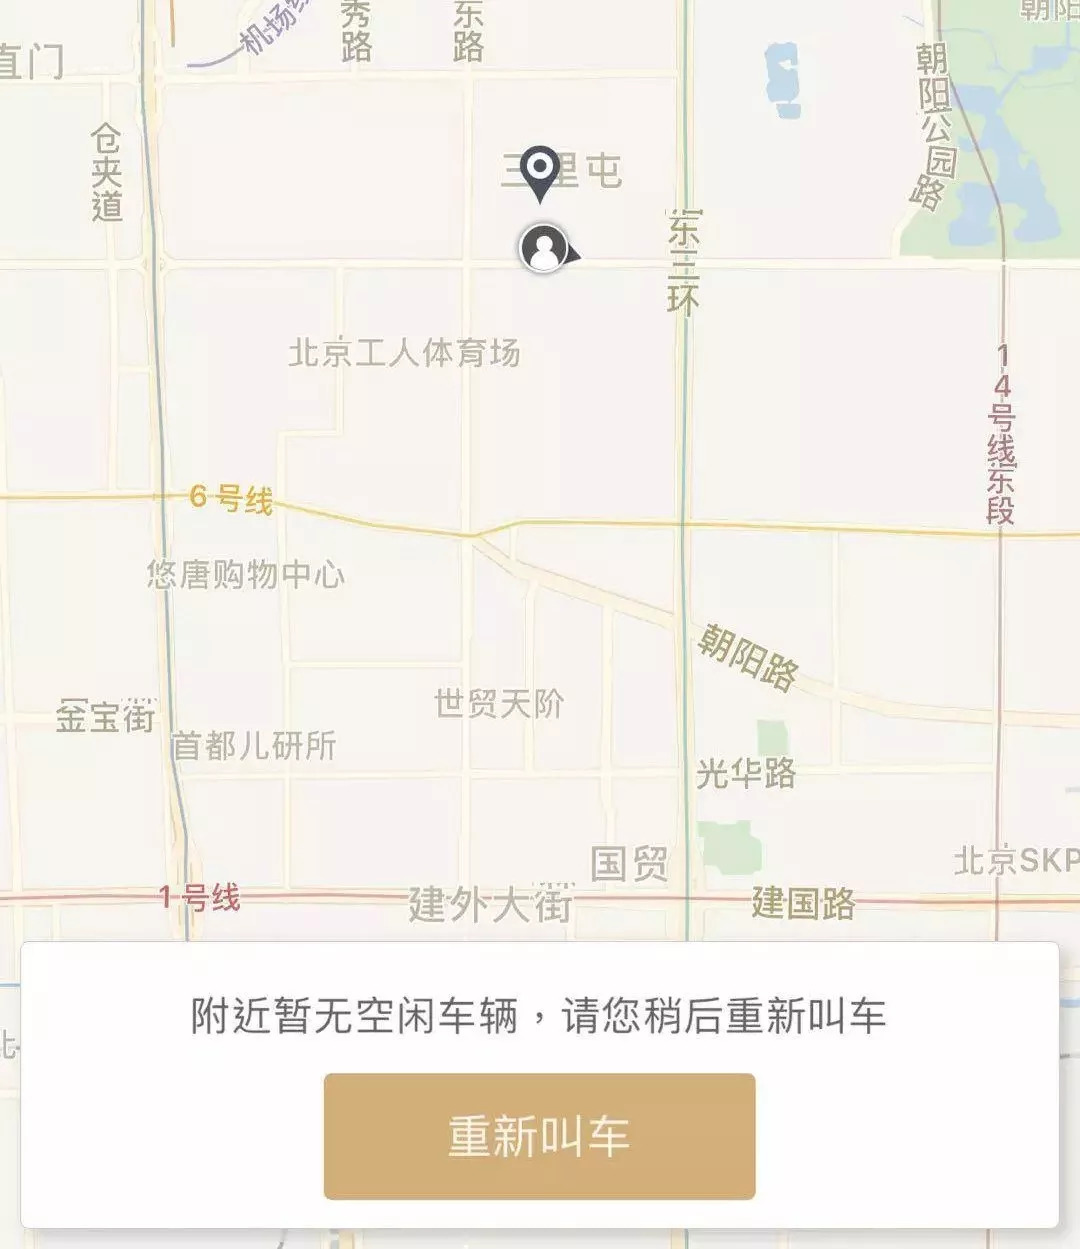 朝阳
机场线
秀路
东路
直门
朝阳公园路
仓夹道
三里屯
东三环
北京工人体育场
14号线东段
6号线
悠唐购物中心
朝阳路
世贸天阶
金宝街
首都儿研所
光华路
国贸
北京SKP
1号线
建外大街
建国路
附近暂无空闲车辆，请您稍后重新叫车
北
重新叫车